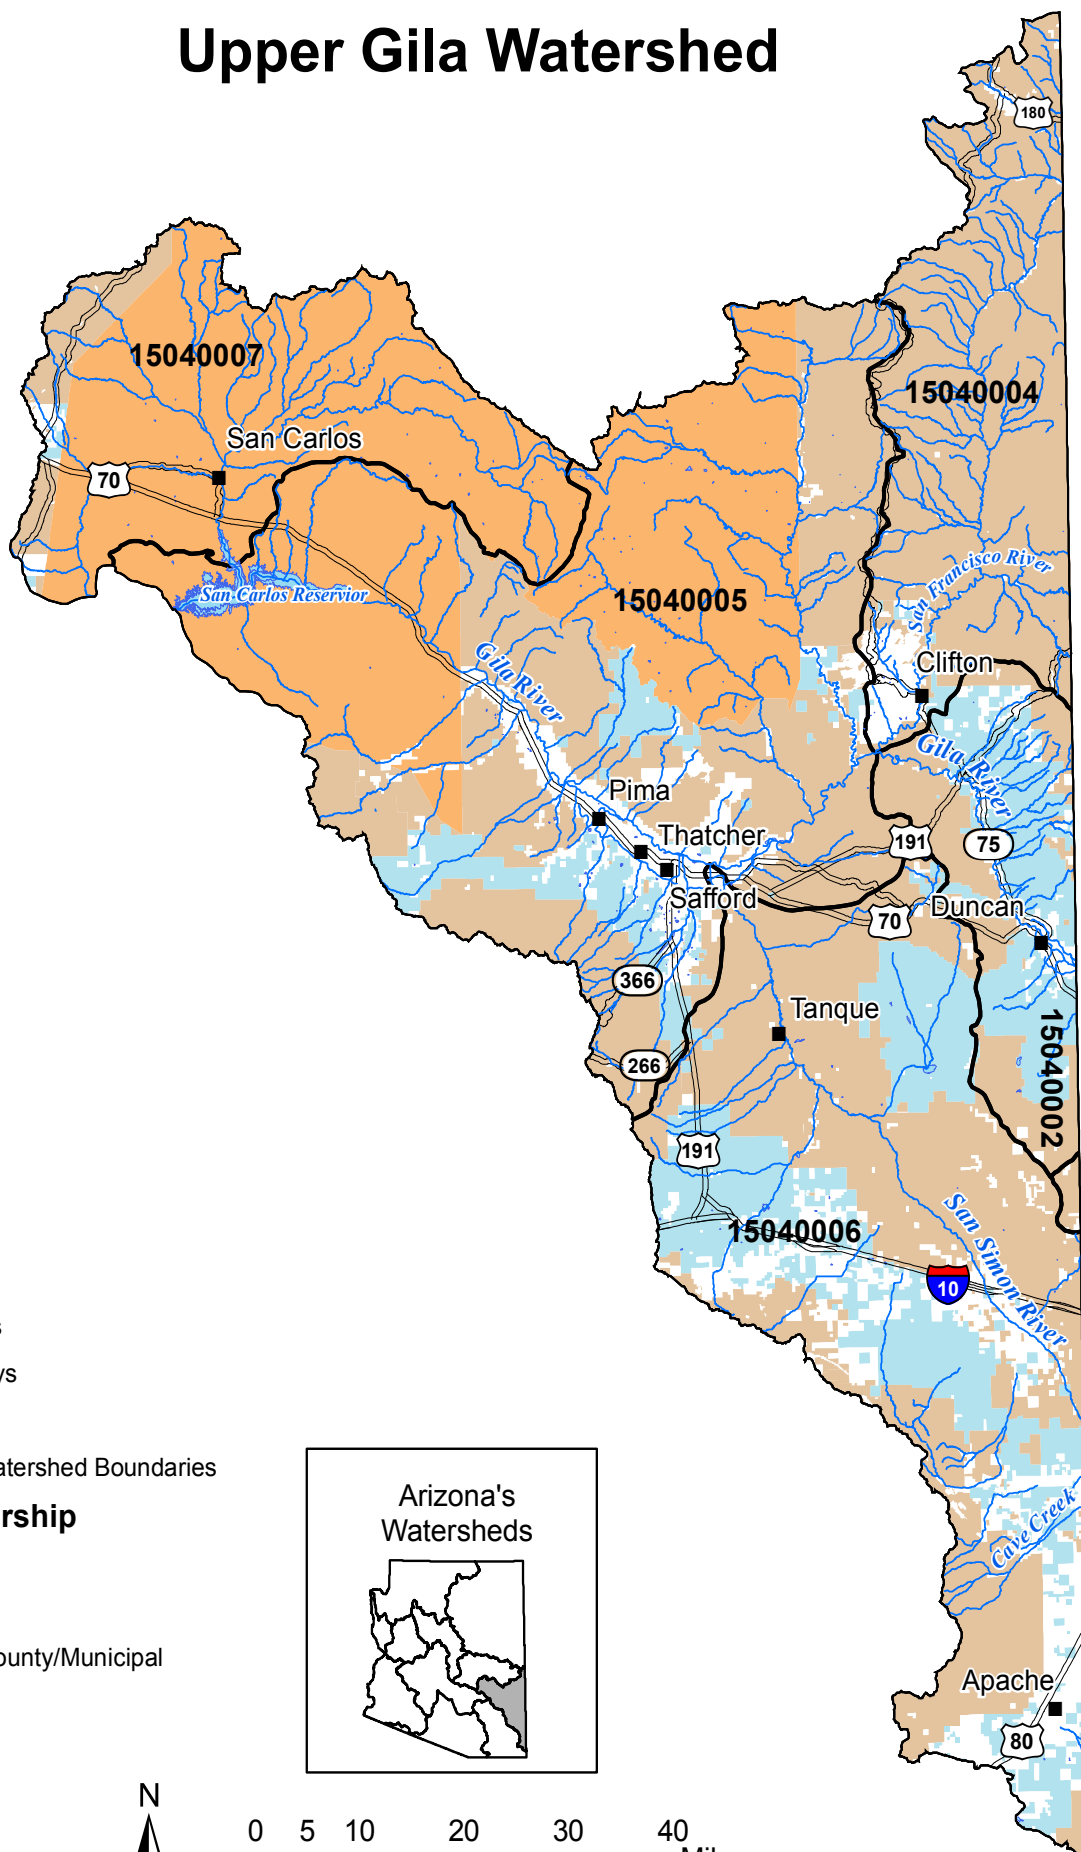 Upper Gila Watershed
180
15040007
15040004
San Carlos
70
San Francisco River
San Carlos Reservior
15040005
Gila River
Clifton
Gila River
Pima
Thatcher
191
75
Safford
70
Duncan
366
Tanque
15040002
266
191
15040006
San Simon River
10
s
ys
atershed Boundaries
rship
Arizona's
Watersheds
Cave Creek
ounty/Municipal
Apache
80
N
0 5 10 20 30 40